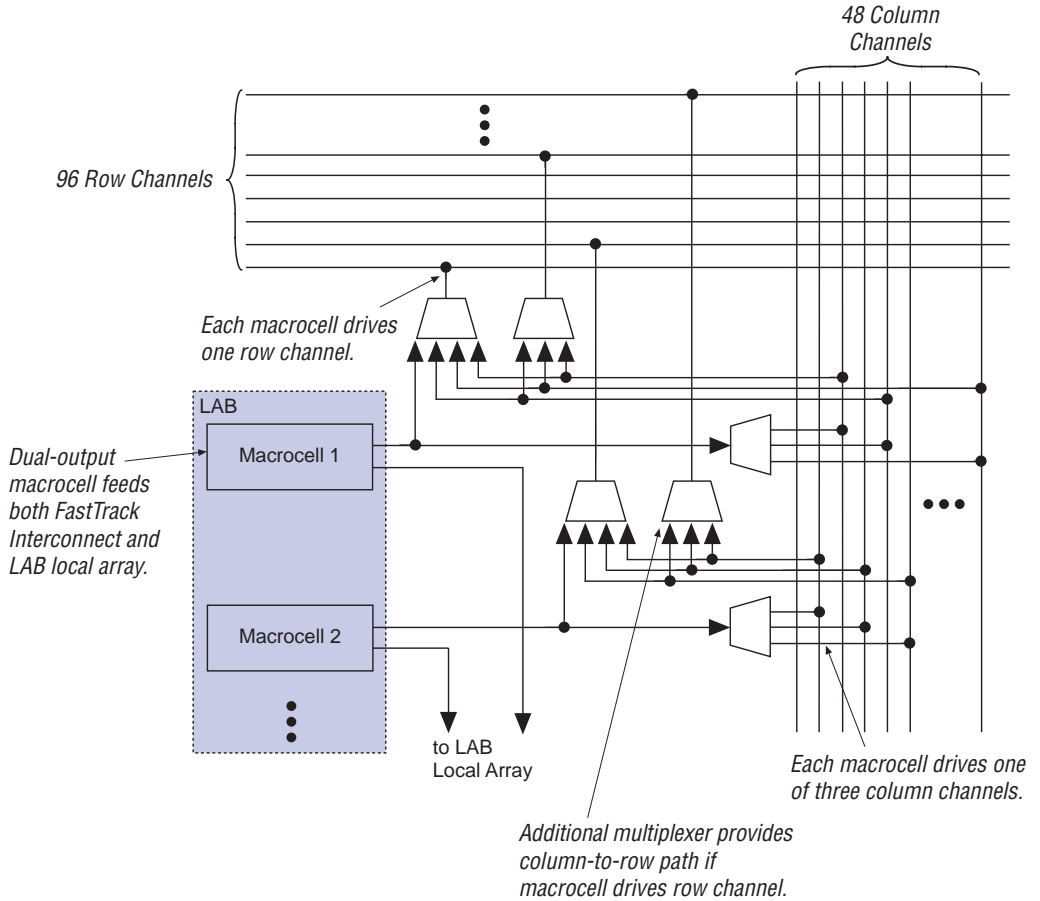 48 Column
Channels
96 Row Channels
Each macrocell drives
one row channel.
LAB
Macrocell 1
Dual-output
macrocell feeds
both FastTrack
Interconnect and
LAB local array.
Macrocell 2
to LAB
Local Array
Each macrocell drives one
of three column channels.
Additional multiplexer provides
column-to-row path if
macrocell drives row channel.